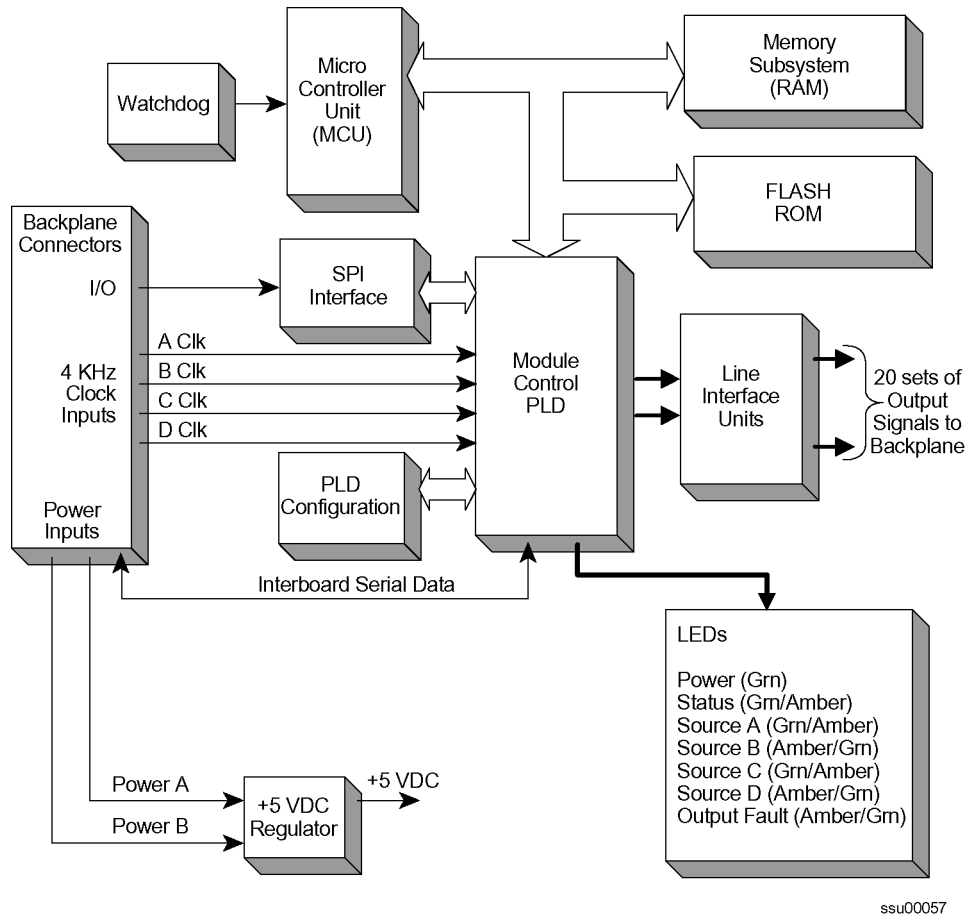 Watchdog
Micro
Controller
Unit
(MCU)
Memory
Subsystem
(RAM)
FLASH
ROM
Backplane
Connectors
I/O
4 KHz
Clock
Inputs
Power
Inputs
SPI
Interface
A Clk
B Clk
C Clk
D Clk
PLD
Configuration
Module
Control
PLD
Line
Interface
Units
20 sets of
Output
Signals to
Backplane
Interboard Serial Data
LEDs
Power (Grn)
Status (Grn/Amber)
Source A (Grn/Amber)
Source B (Amber/Grn)
Source C (Grn/Amber)
Source D (Amber/Grn)
Output Fault (Amber/Grn)
Power A
Power B
+5 VDC
Regulator
+5 VDC
ssu00057